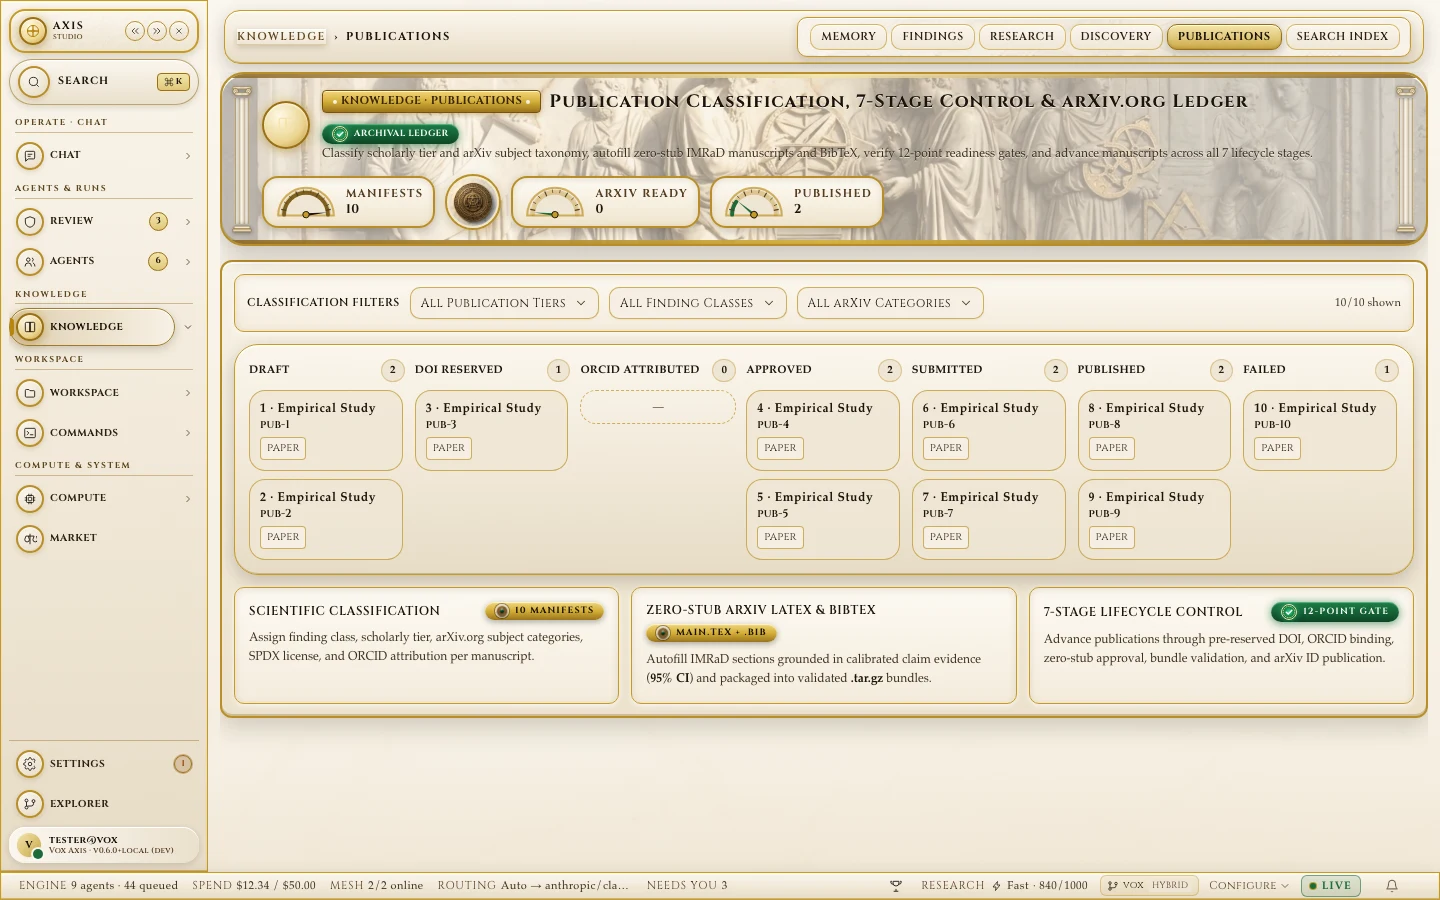 AXIS
STUDIO
SEARCH
⌘ K
OPERATE · CHAT
CHAT
AGENTS & RUNS
REVIEW 3
AGENTS 6
KNOWLEDGE
KNOWLEDGE
WORKSPACE
WORKSPACE
COMMANDS
COMPUTE & SYSTEM
COMPUTE
MARKET
SETTINGS 1
EXPLORER
V
TESTER@VOX
VOX AXIS · V0.6.0+LOCAL (DEV)
KNOWLEDGE › PUBLICATIONS
MEMORY FINDINGS RESEARCH DISCOVERY PUBLICATIONS SEARCH INDEX
KNOWLEDGE · PUBLICATIONS
PUBLICATION CLASSIFICATION, 7-STAGE CONTROL & ARXIV.ORG LEDGER
ARCHIVAL LEDGER
Classify scholarly tier and arXiv subject taxonomy, autofill zero-stub IMRaD manuscripts and BibTeX, verify 12-point readiness gates, and advance manuscripts across all 7 lifecycle stages.
MANIFESTS
10
ARXIV READY
0
PUBLISHED
2
CLASSIFICATION FILTERS
ALL PUBLICATION TIERS
ALL FINDING CLASSES
ALL ARXIV CATEGORIES
10/10 shown
DRAFT 2
1 · Empirical Study
PUB-1
PAPER
2 · Empirical Study
PUB-2
PAPER
DOI RESERVED 1
3 · Empirical Study
PUB-3
PAPER
ORCID ATTRIBUTED 0
—
APPROVED 2
4 · Empirical Study
PUB-4
PAPER
5 · Empirical Study
PUB-5
PAPER
SUBMITTED 2
6 · Empirical Study
PUB-6
PAPER
7 · Empirical Study
PUB-7
PAPER
PUBLISHED 2
8 · Empirical Study
PUB-8
PAPER
9 · Empirical Study
PUB-9
PAPER
FAILED 1
10 · Empirical Study
PUB-10
PAPER
SCIENTIFIC CLASSIFICATION
10 MANIFESTS
Assign finding class, scholarly tier, arXiv.org subject categories,
SPDX license, and ORCID attribution per manuscript.
ZERO-STUB ARXIV LATEX & BIBTEX
MAIN.TEX + .BIB
Autofill IMRaD sections grounded in calibrated claim evidence
(95% CI) and packaged into validated .tar.gz bundles.
7-STAGE LIFECYCLE CONTROL
12-POINT GATE
Advance publications through pre-reserved DOI, ORCID binding,
zero-stub approval, bundle validation, and arXiv ID publication.
ENGINE 9 agents · 44 queued SPEND $12.34 / $50.00 MESH 2/2 online ROUTING Auto → anthropic/cla... NEEDS YOU 3 RESEARCH Fast · 840/1000 VOX HYBRID CONFIGURE LIVE